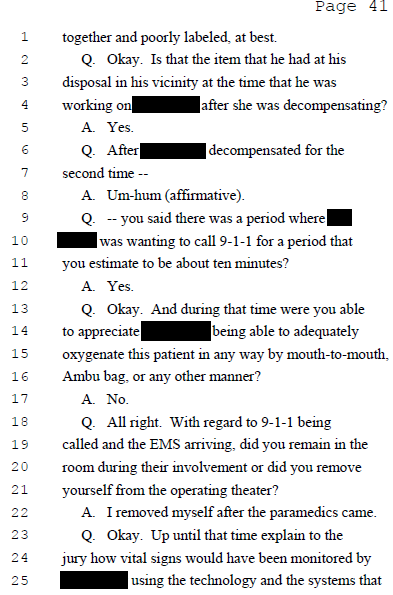 Page 41
1 together and poorly labeled, at best.
2 Q. Okay. Is that the item that he had at his
3 disposal in his vicinity at the time that he was
4 working on after she was decompensating?
5 A. Yes.
6 Q. After decompensated for the
7 second time --
8 A. Um-hum (affirmative).
9 Q. -- you said there was a period where
10 was wanting to call 9-1-1 for a period that
11 you estimate to be about ten minutes?
12 A. Yes.
13 Q. Okay. And during that time were you able
14 to appreciate being able to adequately
15 oxygenate this patient in any way by mouth-to-mouth,
16 Ambu bag, or any other manner?
17 A. No.
18 Q. All right. With regard to 9-1-1 being
19 called and the EMS arriving, did you remain in the
20 room during their involvement or did you remove
21 yourself from the operating theater?
22 A. I removed myself after the paramedics came.
23 Q. Okay. Up until that time explain to the
24 jury how vital signs would have been monitored by
25 using the technology and the systems that